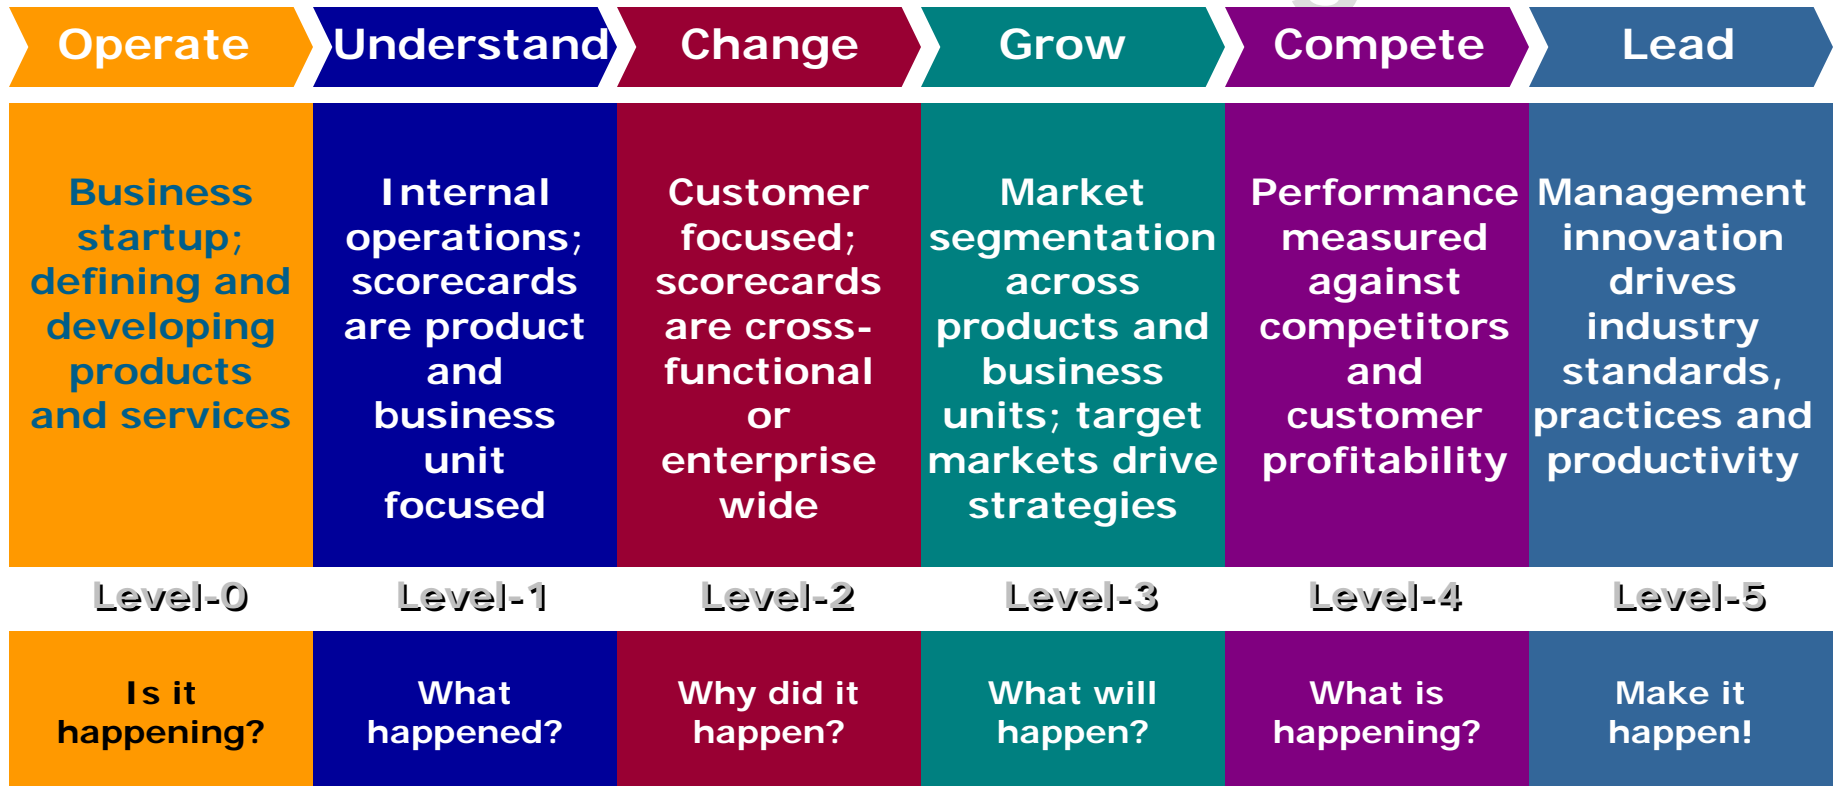 Operate
Understand
Change
Grow
Compete
Lead
Business
startup;
defining and
developing
products
and services
Internal
operations;
scorecards
are product
and
business
unit
focused
Customer
focused;
scorecards
are cross-
functional
or
enterprise
wide
Market
segmentation
across
products and
business
units; target
markets drive
strategies
Performance
measured
against
competitors
and
customer
profitability
Management
innovation
drives
industry
standards,
practices and
productivity
Level-0
Level-1
Level-2
Level-3
Level-4
Level-5
Is it
happening?
What
happened?
Why did it
happen?
What will
happen?
What is
happening?
Make it
happen!